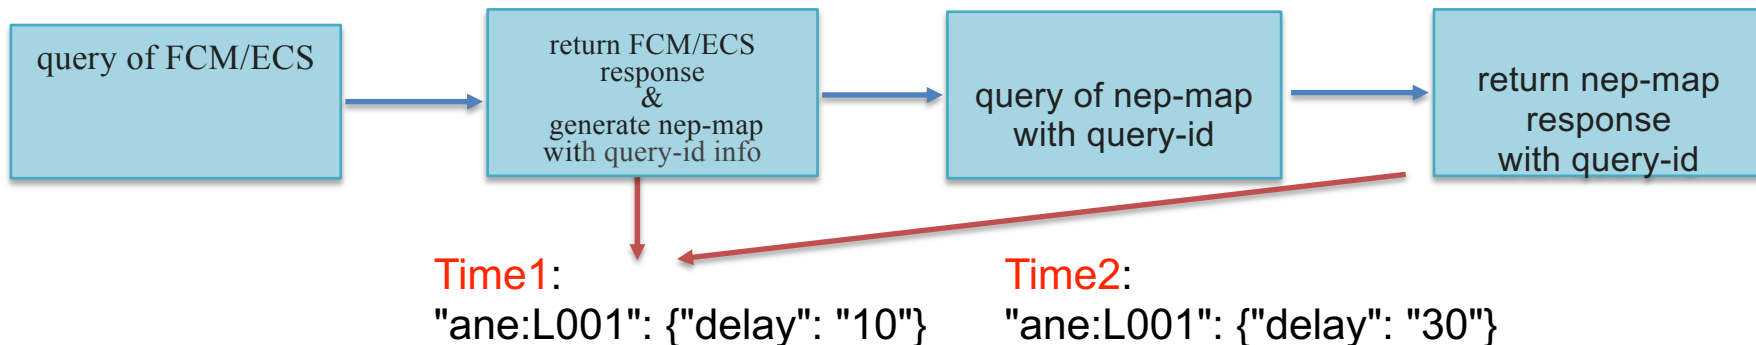 query of FCM/ECS
return FCM/ECS
response
&
generate nep-map
with query-id info
query of nep-map
with query-id
return nep-map
response
with query-id
Time1:
"ane:L001": {"delay": "10"}
Time2:
"ane:L001": {"delay": "30"}